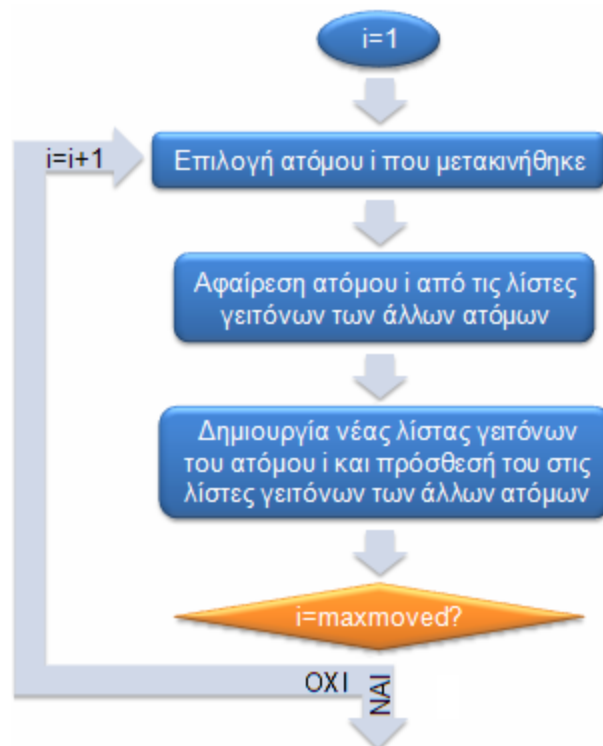 i=1
i=i+1
Επιλογή ατόμου i που μετακινήθηκε
Αφαίρεση ατόμου i από τις λίστες
γειτόνων των άλλων ατόμων
Δημιουργία νέας λίστας γειτόνων
του ατόμου i και πρόσθεσή του στις
λίστες γειτόνων των άλλων ατόμων
i=maxmoved?
ΟΧΙ
ΝΑΙ